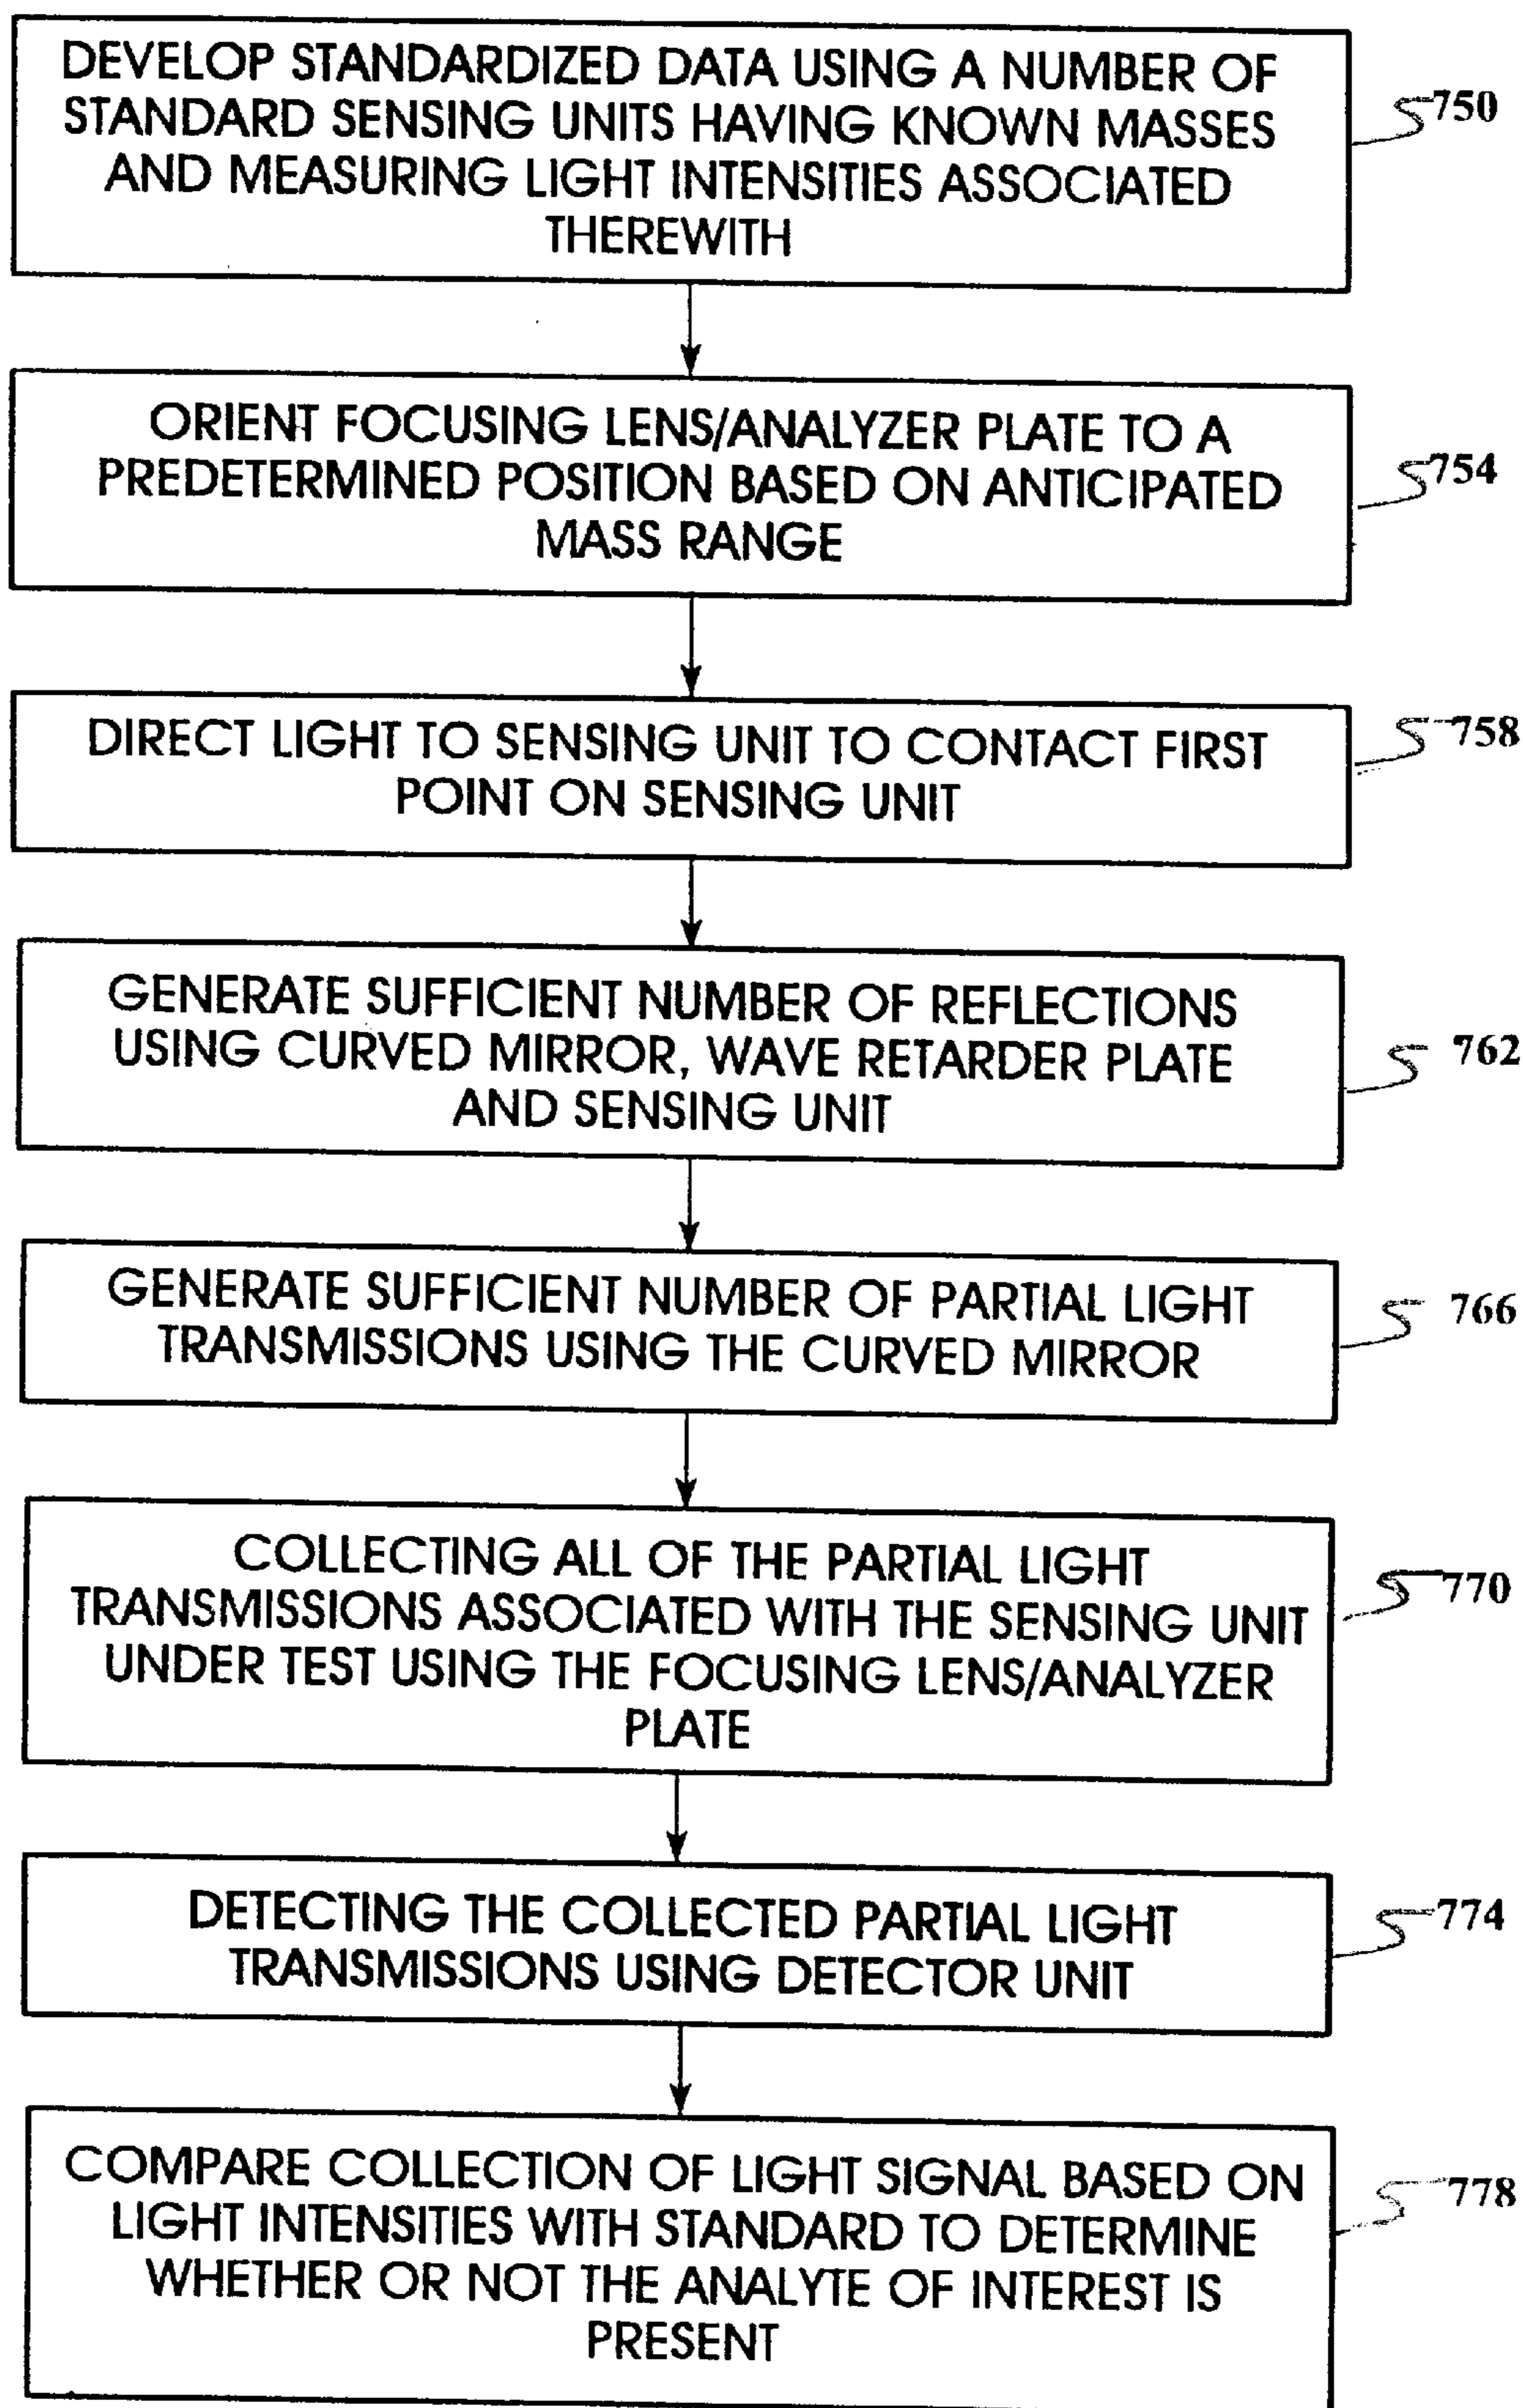 DEVELOP STANDARDIZED DATA USING A NUMBER OF
STANDARD SENSING UNITS HAVING KNOWN MASSES
AND MEASURING LIGHT INTENSITIES ASSOCIATED
THEREWITH
750
ORIENT FOCUSING LENS/ANALYZER PLATE TO A
PREDETERMINED POSITION BASED ON ANTICIPATED
MASS RANGE
754
DIRECT LIGHT TO SENSING UNIT TO CONTACT FIRST
POINT ON SENSING UNIT
758
GENERATE SUFFICIENT NUMBER OF REFLECTIONS
USING CURVED MIRROR, WAVE RETARDER PLATE
AND SENSING UNIT
762
GENERATE SUFFICIENT NUMBER OF PARTIAL LIGHT
TRANSMISSIONS USING THE CURVED MIRROR
766
COLLECTING ALL OF THE PARTIAL LIGHT
TRANSMISSIONS ASSOCIATED WITH THE SENSING UNIT
UNDER TEST USING THE FOCUSING LENS/ANALYZER
PLATE
770
DETECTING THE COLLECTED PARTIAL LIGHT
TRANSMISSIONS USING DETECTOR UNIT
774
COMPARE COLLECTION OF LIGHT SIGNAL BASED ON
LIGHT INTENSITIES WITH STANDARD TO DETERMINE
WHETHER OR NOT THE ANALYTE OF INTEREST IS
PRESENT
778